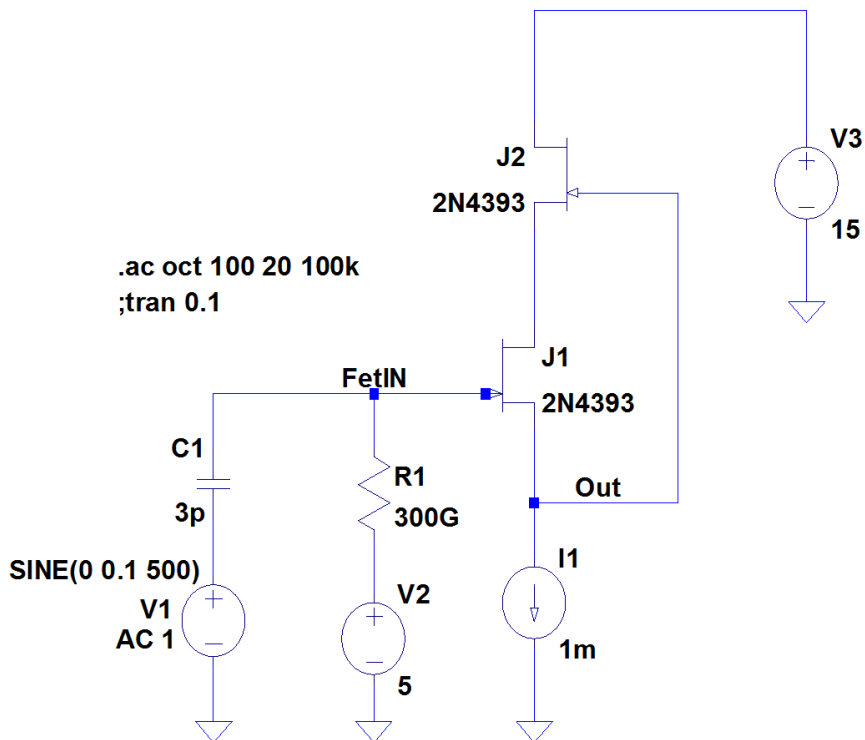 J2
2N4393
V3
15
.ac oct 100 20 100k
;tran 0.1
J1
2N4393
FetIN
C1
3p
R1
300G
Out
SINE(0 0.1 500)
V1
AC 1
V2
5
I1
1m